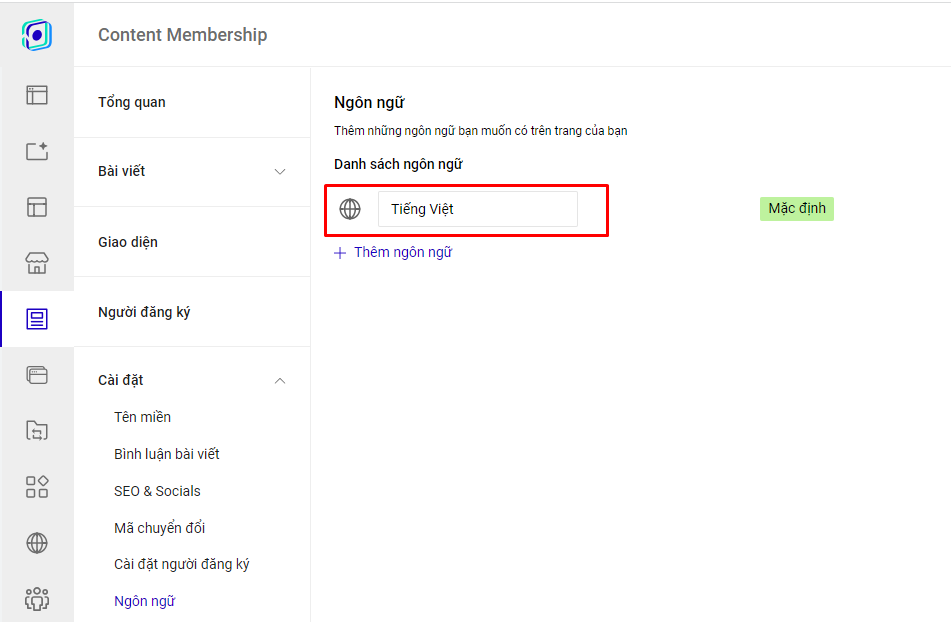 Content Membership
Tổng quan
Bài viết
Giao diện
Người đăng ký
Cài đặt
Tên miền
Bình luận bài viết
SEO & Socials
Mã chuyển đổi
Cài đặt người đăng ký
Ngôn ngữ
Ngôn ngữ
Thêm những ngôn ngữ bạn muốn có trên trang của bạn
Danh sách ngôn ngữ
Tiếng Việt
Mặc định
Thêm ngôn ngữ